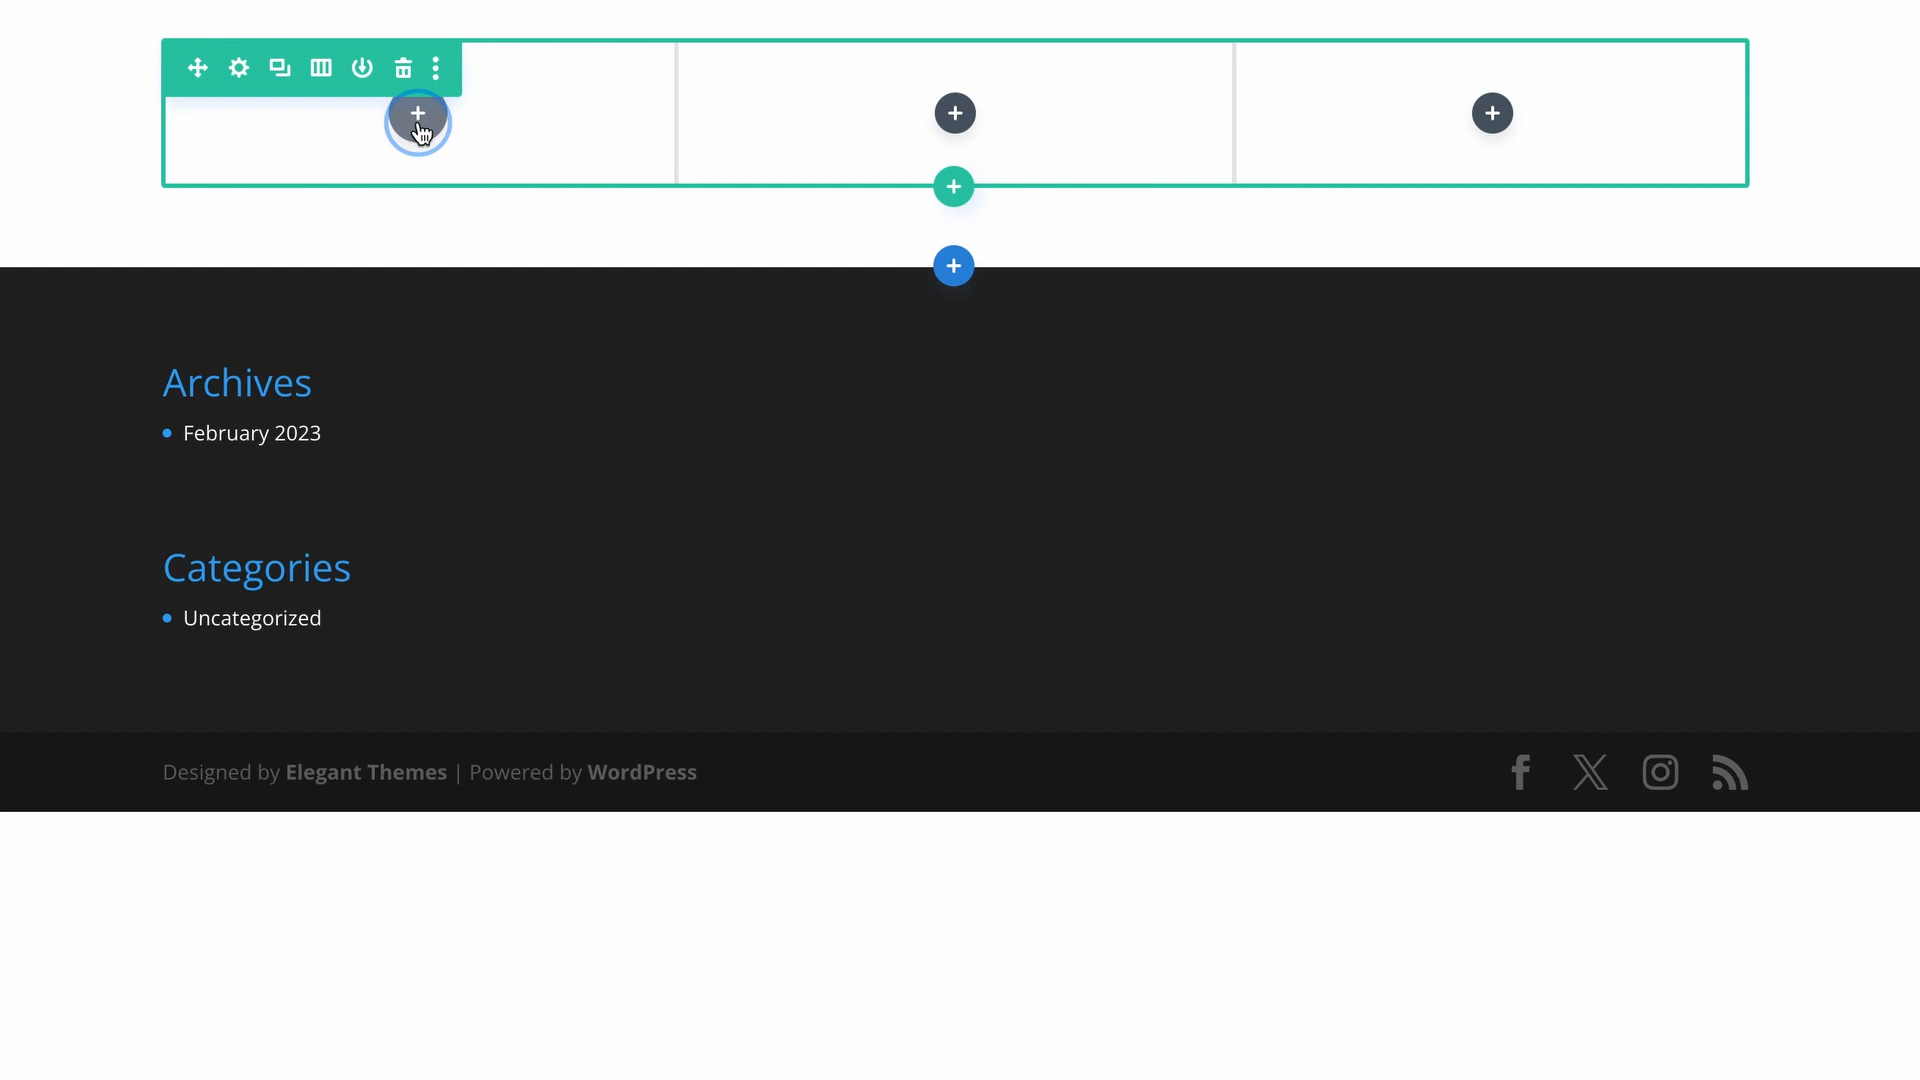 Archives
February 2023
Categories
Uncategorized
Designed by Elegant Themes | Powered by WordPress